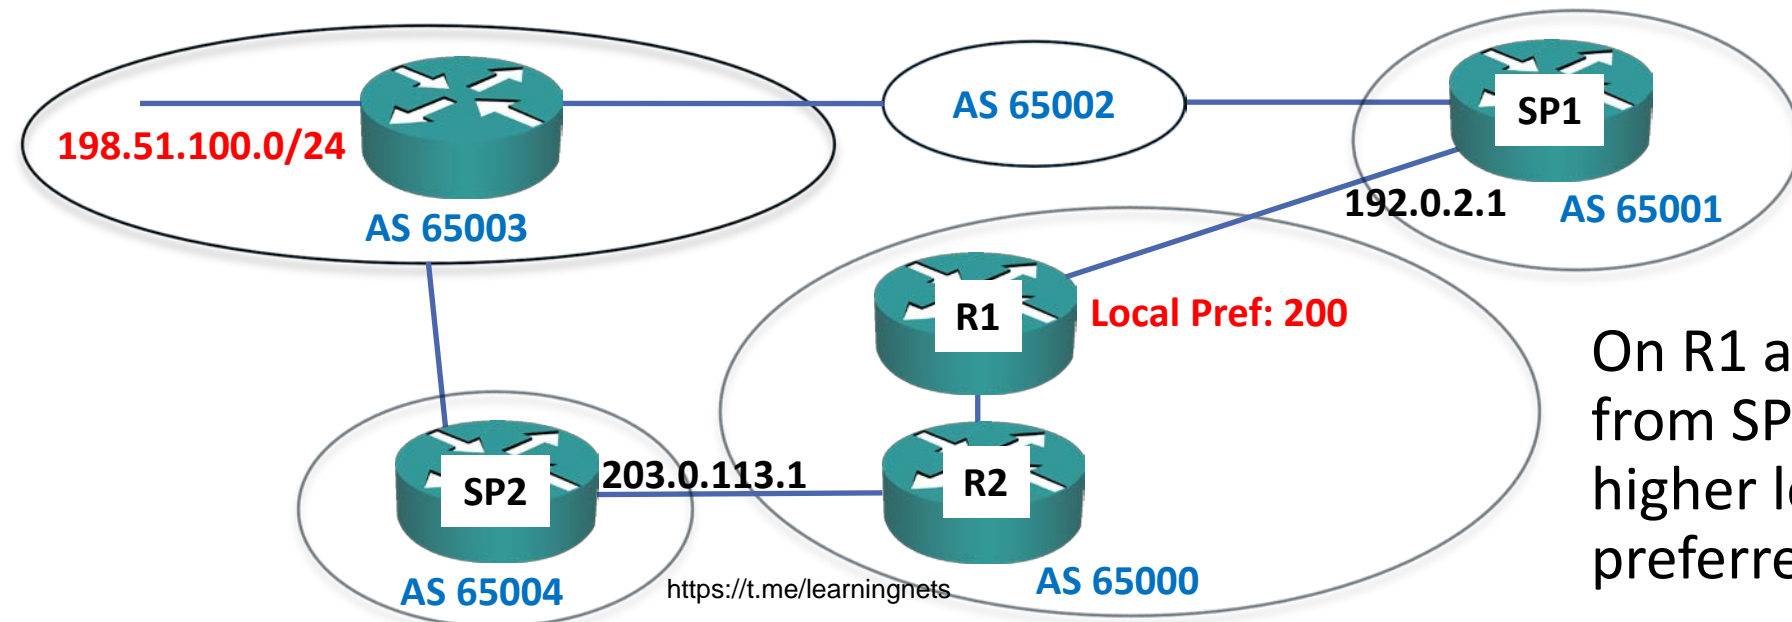 AS 65002
SP1
198.51.100.0/24
192.0.2.1
AS 65001
AS 65003
R1
Local Pref: 200
On R1 a
from SP
higher l
preferre
SP2
203.0.113.1
R2
AS 65004
https://t.me/learningnets
AS 65000